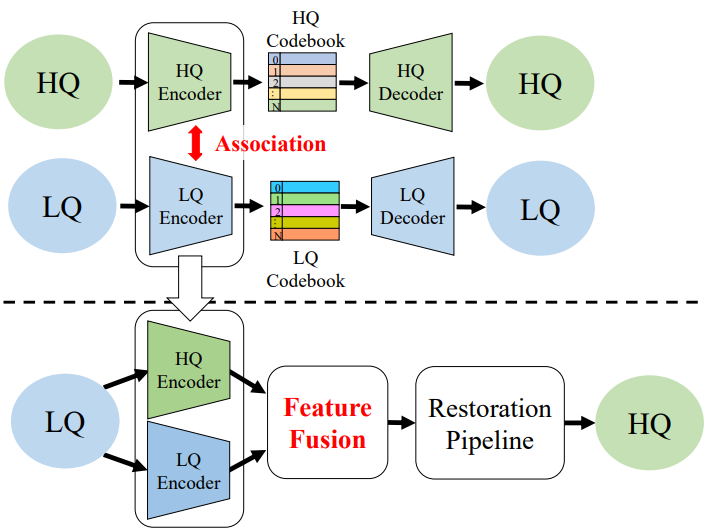 HQ
Codebook
HQ
HQ
Encoder
0
1
2
:
N
HQ
Decoder
HQ
Association
LQ
LQ
Encoder
0
1
2
:
N
LQ
Decoder
LQ
LQ
Codebook
HQ
Encoder
LQ
LQ
Encoder
Feature
Fusion
Restoration
Pipeline
HQ